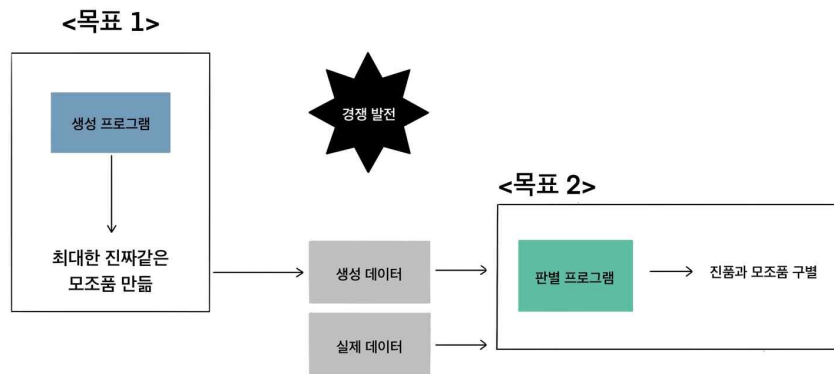 <목표 1>
생성 프로그램
최대한 진짜같은
모조품 만듦
경쟁 발전
생성 데이터
실제 데이터
<목표 2>
판별 프로그램
진품과 모조품 구별